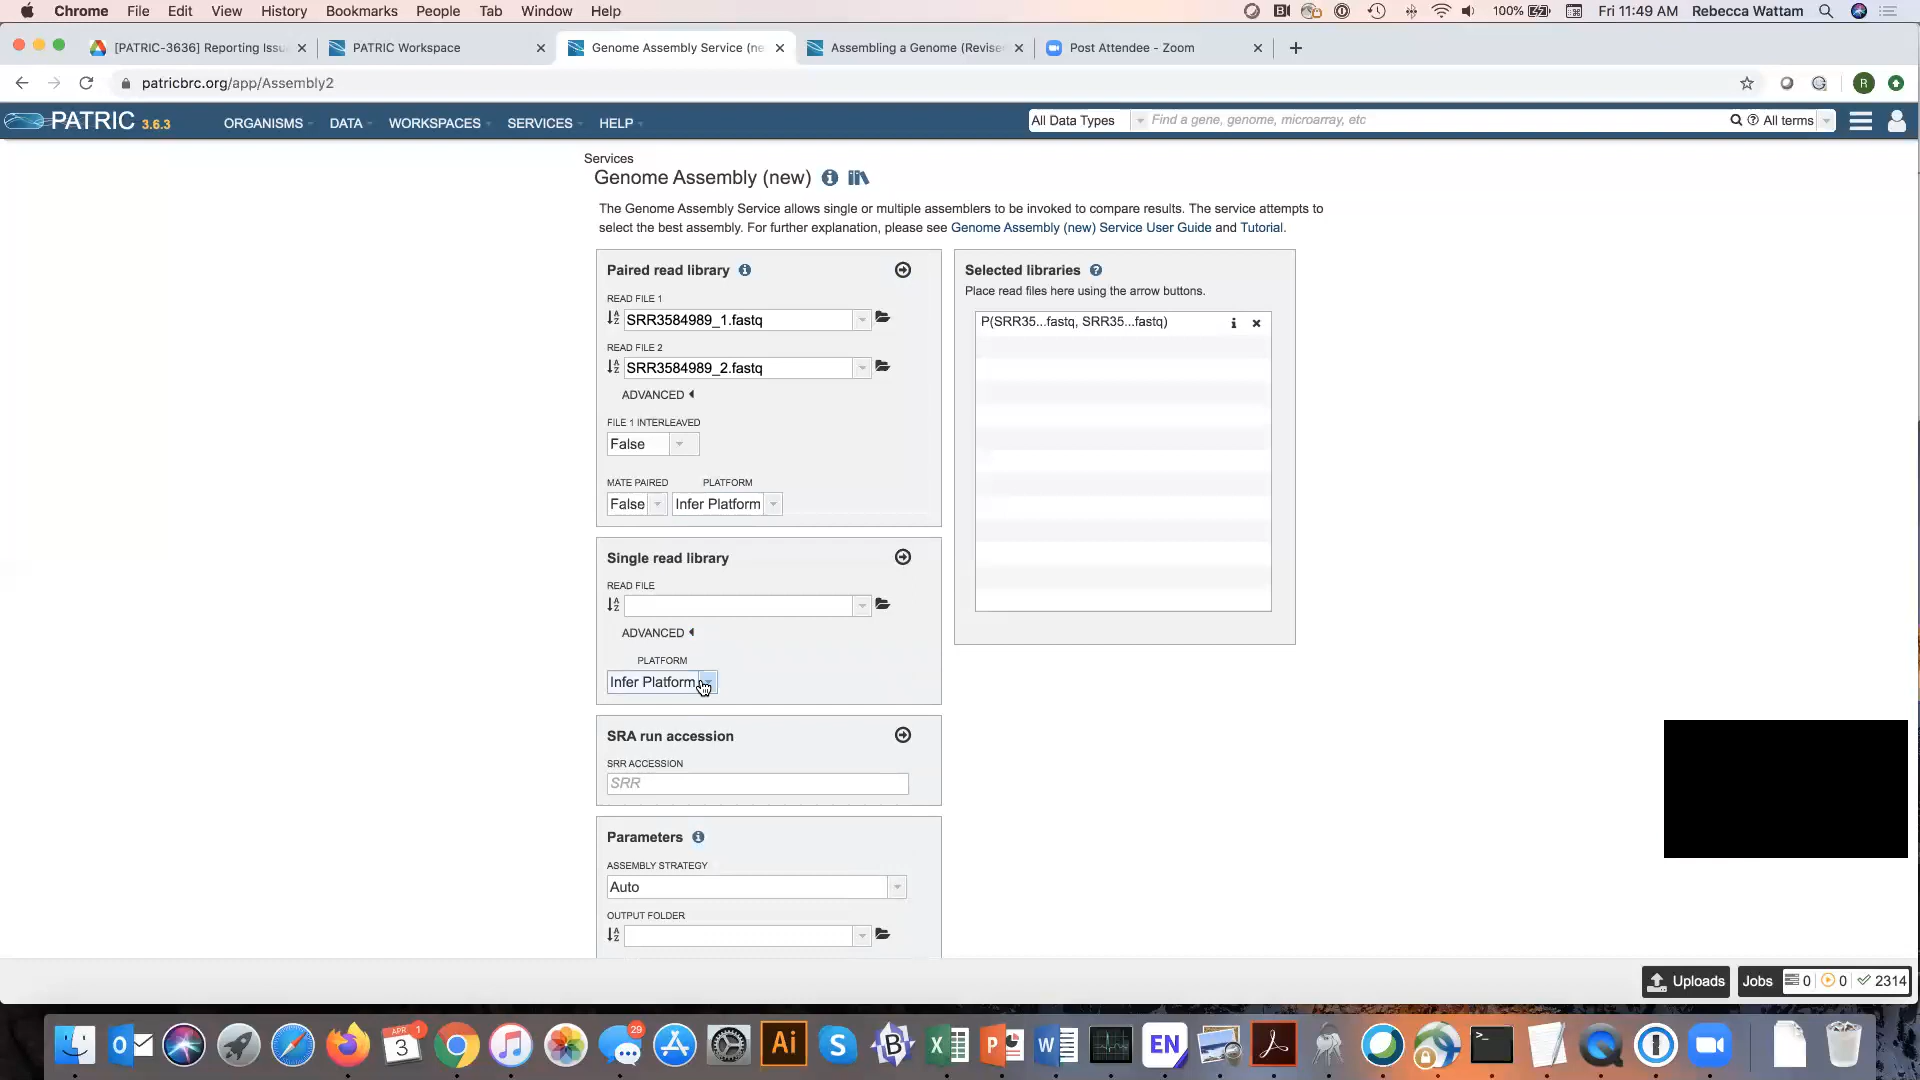 Chrome File Edit View History Bookmarks People Tab Window Help
100% Fri 11:49 AM Rebecca Wattam
[PATRIC-3636] Reporting Issu
PATRIC Workspace
Genome Assembly Service (ne
Assembling a Genome (Revise
Post Attendee - Zoom
patricbrc.org/app/Assembly2
R
PATRIC 3.6.3
ORGANISMS DATA WORKSPACES SERVICES HELP
All Data Types Find a gene, genome, microarray, etc All terms
Services
Genome Assembly (new)
The Genome Assembly Service allows single or multiple assemblers to be invoked to compare results. The service attempts to
select the best assembly. For further explanation, please see Genome Assembly (new) Service User Guide and Tutorial.
Paired read library
READ FILE 1
SRR3584989_1.fastq
READ FILE 2
SRR3584989_2.fastq
ADVANCED
FILE 1 INTERLEAVED
False
MATE PAIRED PLATFORM
False Infer Platform
Selected libraries
Place read files here using the arrow buttons.
P(SRR35...fastq, SRR35...fastq)
Single read library
READ FILE
ADVANCED
PLATFORM
Infer Platform
SRA run accession
SRR ACCESSION
SRR
Parameters
ASSEMBLY STRATEGY
Auto
OUTPUT FOLDER
Uploads
Jobs 0 0 2314
APR 1
3
29
Ai
EN